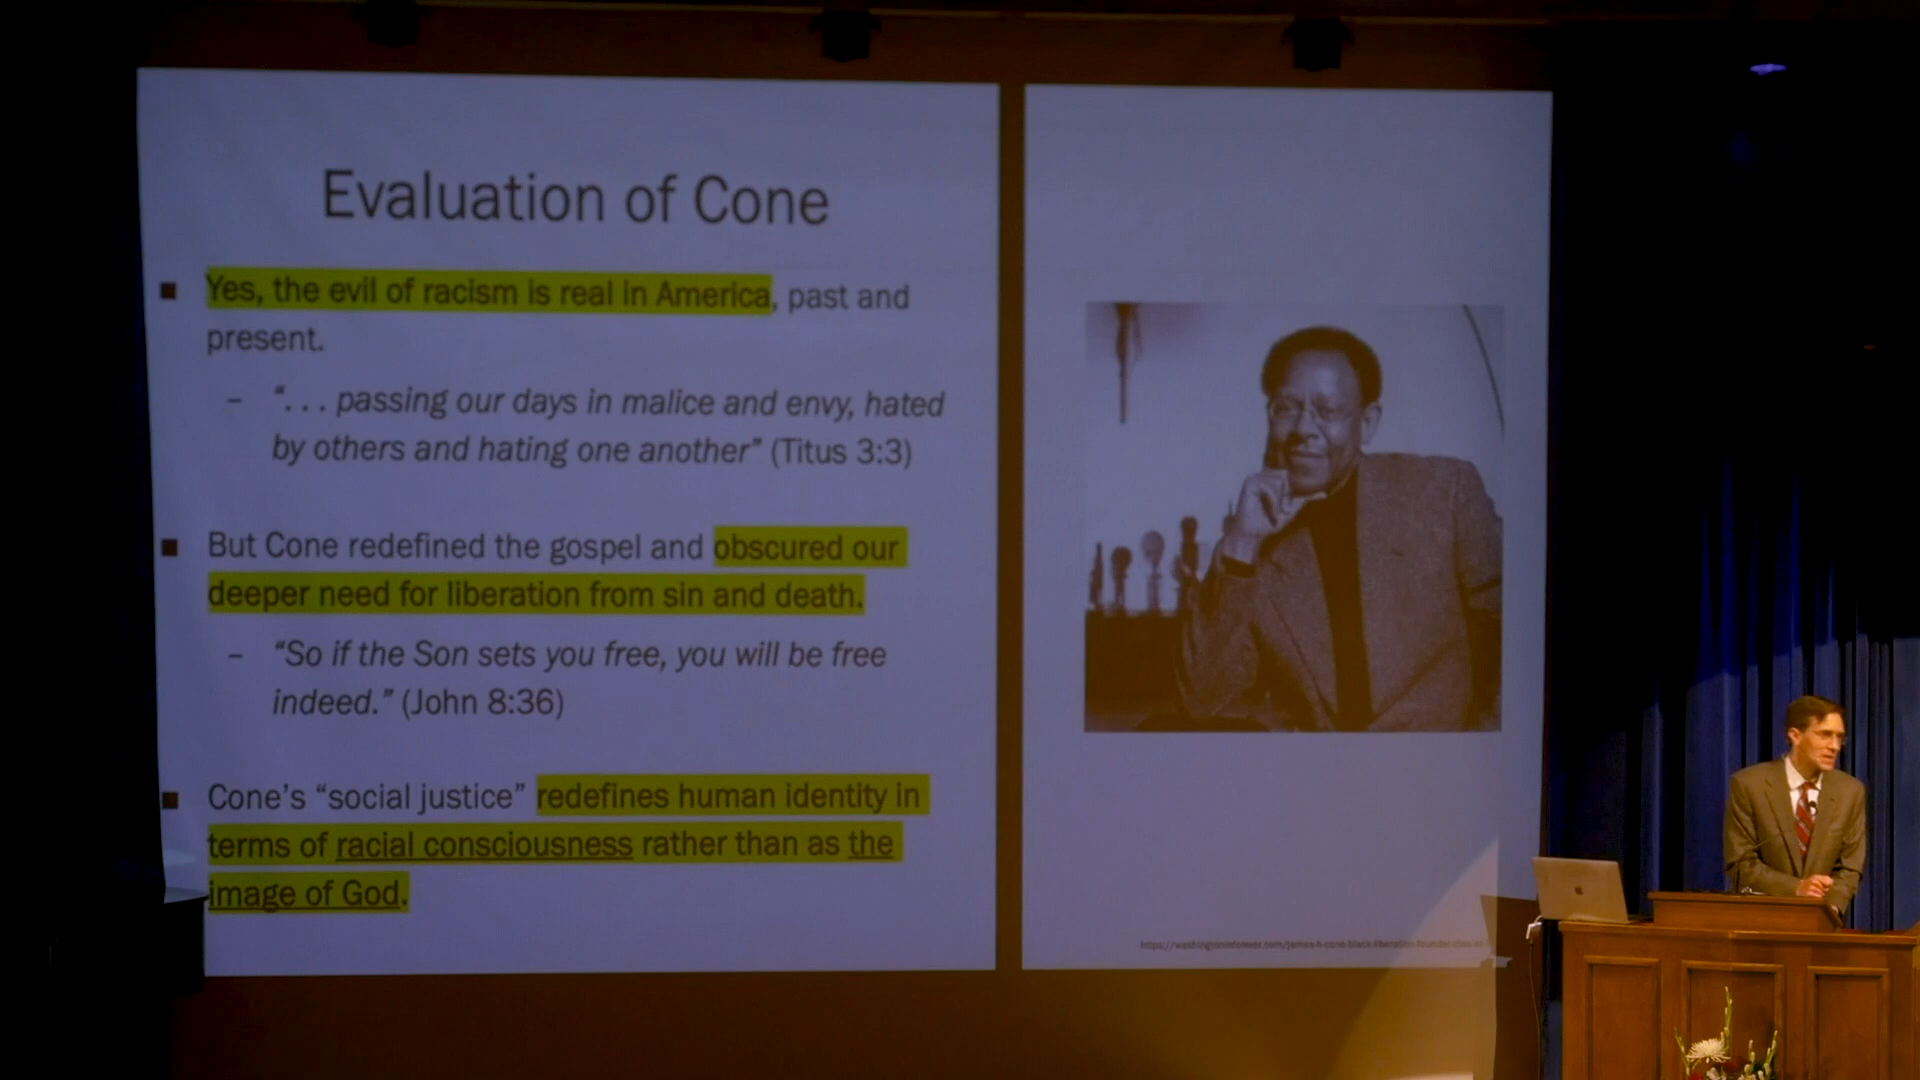 Evaluation of Cone
■ Yes, the evil of racism is real in America, past and
present.
– “. . . passing our days in malice and envy, hated
by others and hating one another” (Titus 3:3)
■ But Cone redefined the gospel and obscured our
deeper need for liberation from sin and death.
– “So if the Son sets you free, you will be free
indeed.” (John 8:36)
■ Cone’s “social justice” redefines human identity in
terms of racial consciousness rather than as the
image of God.